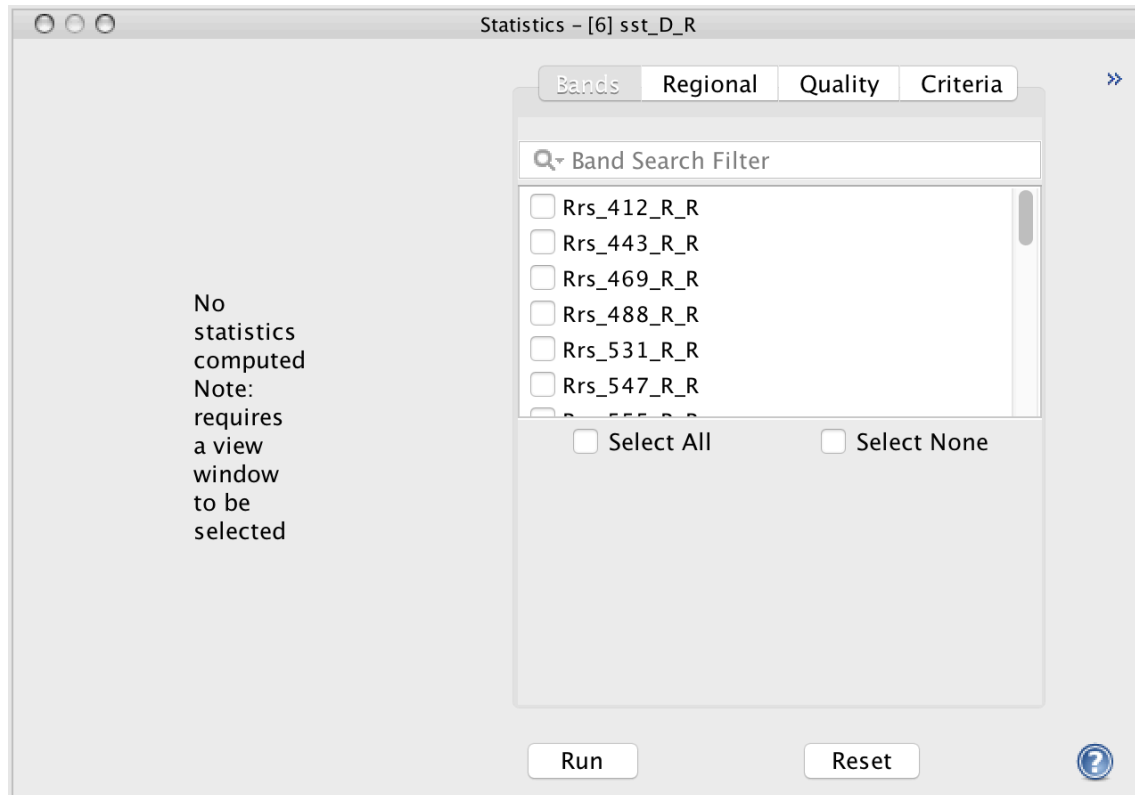 Statistics – [6] sst_D_R
Bands Regional Quality Criteria »
Band Search Filter
Rrs_412_R_R
Rrs_443_R_R
Rrs_469_R_R
Rrs_488_R_R
Rrs_531_R_R
Rrs_547_R_R
Select All Select None
No
statistics
computed
Note:
requires
a view
window
to be
selected
Run Reset ?